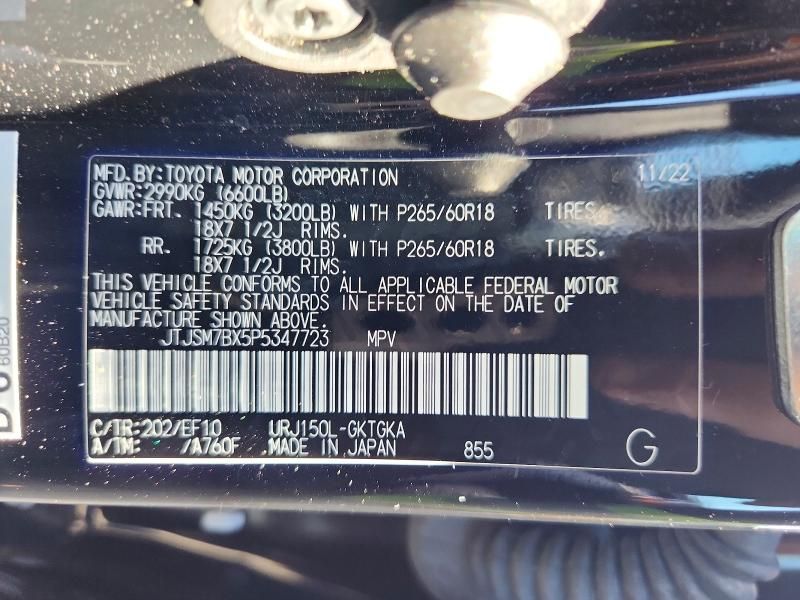 MFD.BY:TOYOTA MOTOR CORPORATION 11/22
GVWR:2990KG (6600LB)
GAWR:FRT. 1450KG (3200LB) WITH P265/60R18 TIRES.
18X7 1/2J RIMS.
RR. 1725KG (3800LB) WITH P265/60R18 TIRES.
18X7 1/2J RIMS.
THIS VEHICLE CONFORMS TO ALL APPLICABLE FEDERAL MOTOR
VEHICLE SAFETY STANDARDS IN EFFECT ON THE DATE OF
MANUFACTURE SHOWN ABOVE.
JTJSM7BX5P5347723 MPV
C/TR:202/EF10 URJ150L-GKTGKA
A/TM: /A760F MADE IN JAPAN 855 G
60B20